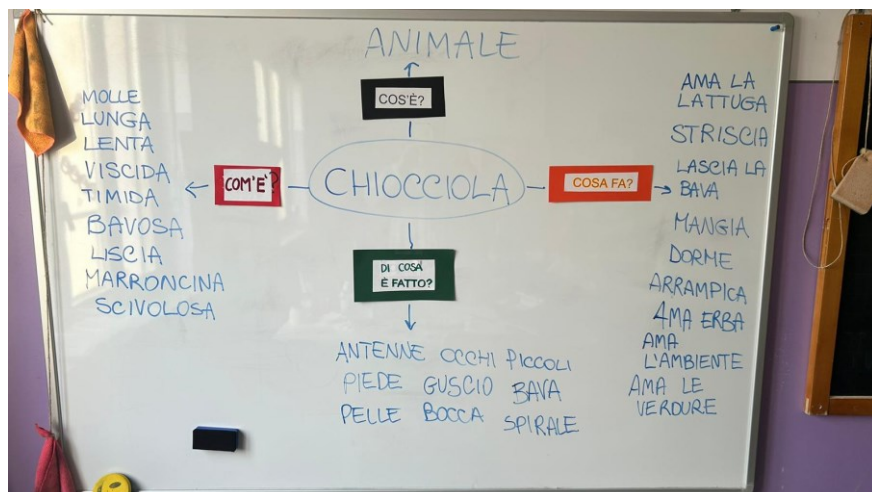 ANIMALE
COS'È?
MOLLE
LUNGA
LENTA
VISCIDA
TIMIDA
BAVOSA
LISCIA
MARRONCINA
SCIVOLOSA
COM'E'?
CHIOCCIOLA
COSA FA?
AMA LA
LATTUGA
STRISCIA
LASCIA LA
BAVA
MANGIA
DORME
ARRAMPICA
AMA ERBA
AMA
L'AMBIENTE
AMA LE
VERDURE
DI COSA
É FATTO?
ANTENNE OCCHI PICCOLI
PIEDE GUSCIO BAVA
PELLE BOCCA SPIRALE